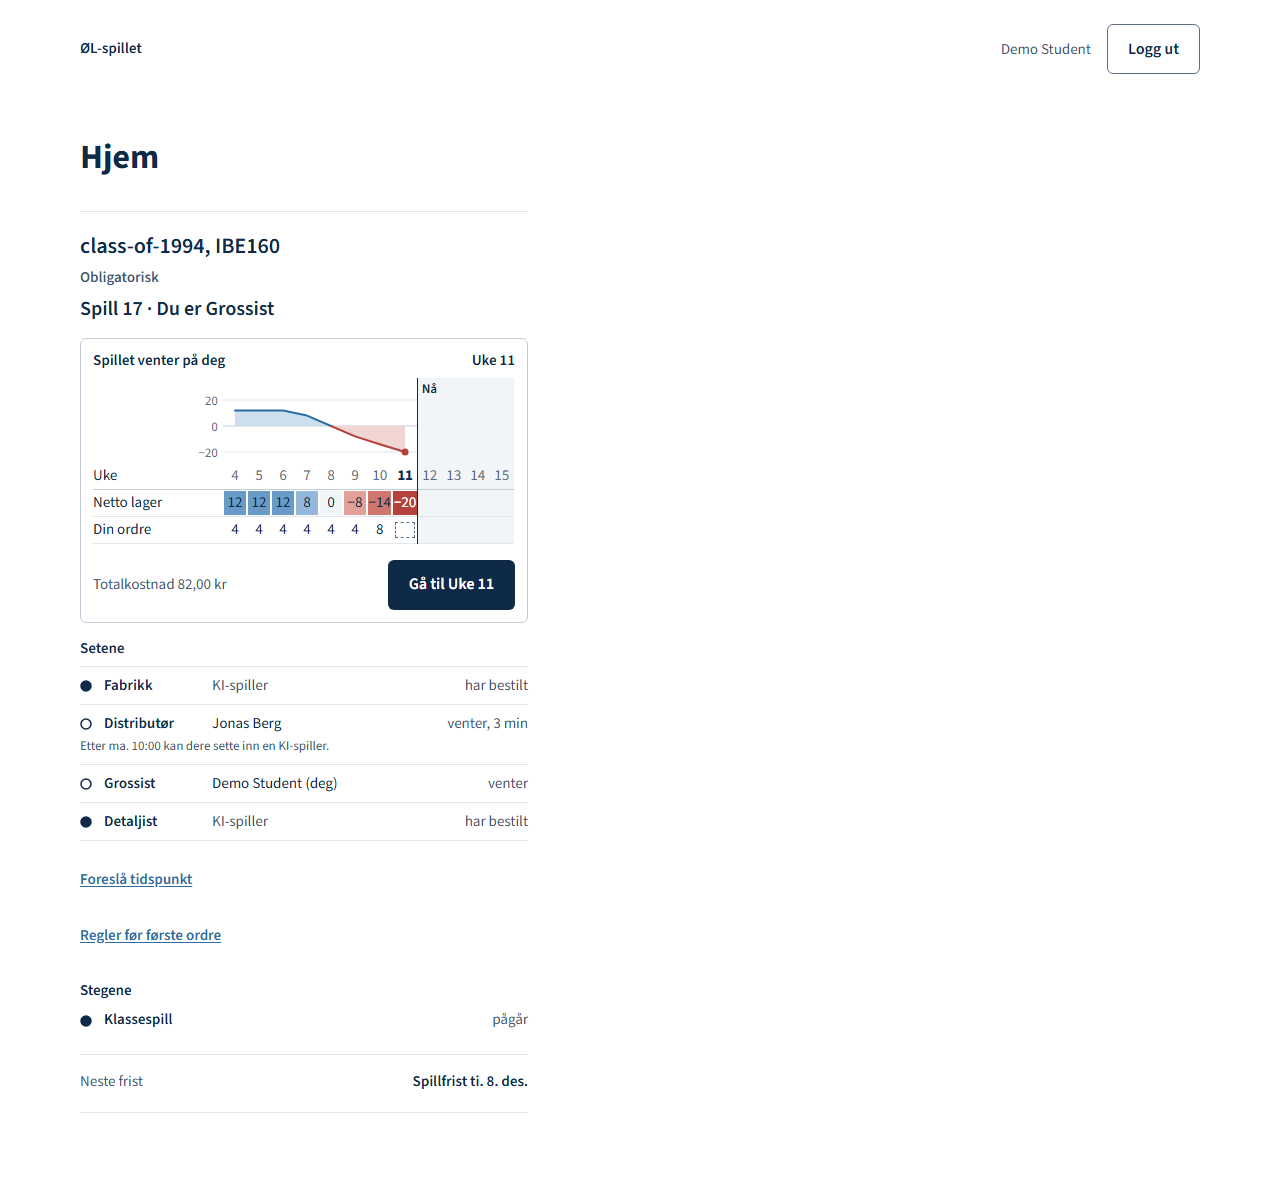 ØL-spillet
Demo Student
Logg ut
Hjem
class-of-1994, IBE160
Obligatorisk
Spill 17 · Du er Grossist
Spillet venter på deg
Uke 11
Nå
20
0
−20
Uke 4 5 6 7 8 9 10 11 12 13 14 15
Netto lager 12 12 12 8 0 −8 −14 −20
Din ordre 4 4 4 4 4 4 8
Totalkostnad 82,00 kr
Gå til Uke 11
Setene
Fabrikk KI-spiller har bestilt
Distributør Jonas Berg venter, 3 min
Etter ma. 10:00 kan dere sette inn en KI-spiller.
Grossist Demo Student (deg) venter
Detaljist KI-spiller har bestilt
Foreslå tidspunkt
Regler før første ordre
Stegene
Klassespill pågår
Neste frist Spillfrist ti. 8. des.